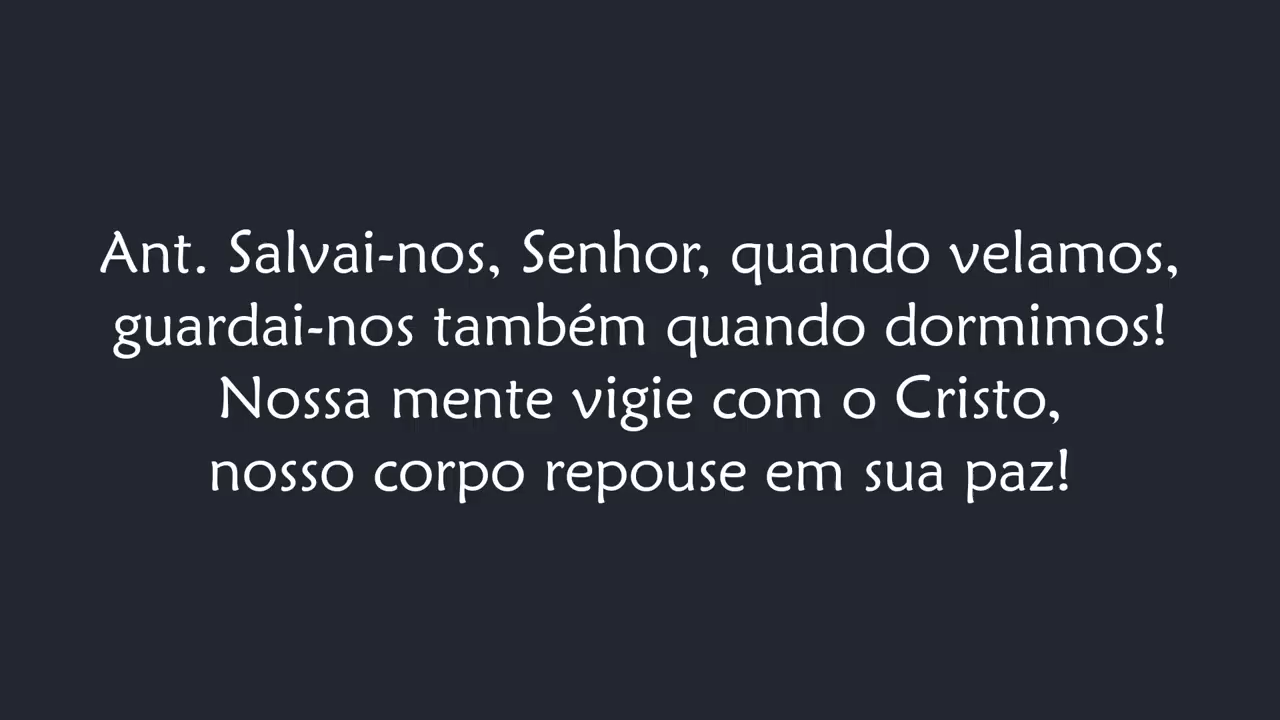 Ant. Salvai-nos, Senhor, quando velamos,
guardai-nos também quando dormimos!
Nossa mente vigie com o Cristo,
nosso corpo repouse em sua paz!